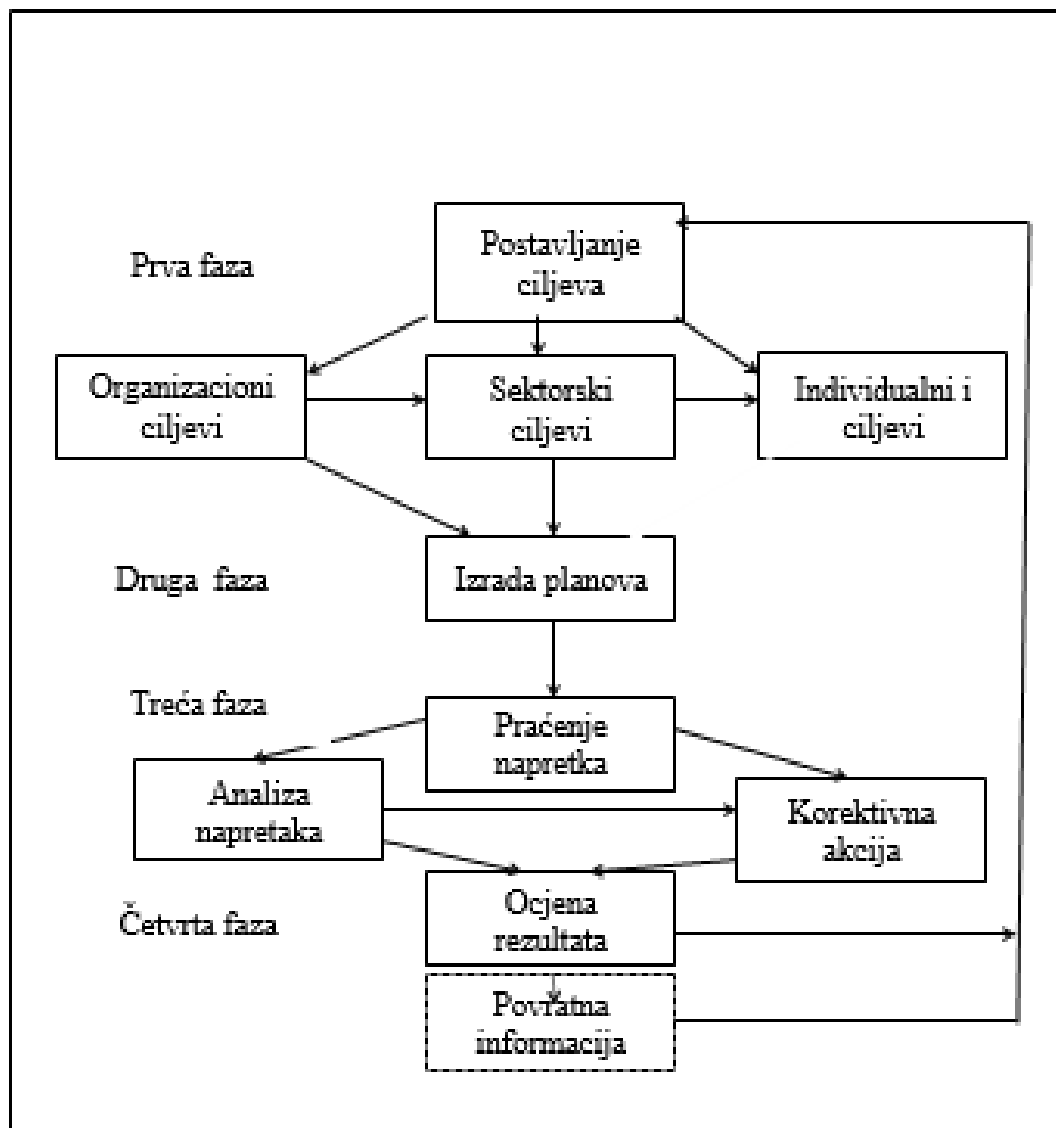 Postavljanje
ciljeva
Prva faza
Organizacioni
ciljevi
Sektorski
ciljevi
Individualni i
ciljevi
Druga faza
Izrada planova
Treća faza
Praćenje
napretka
Analiza
napretaka
Korektivna
akcija
Četvrta faza
Ocjena
rezultata
Povratna
informacija